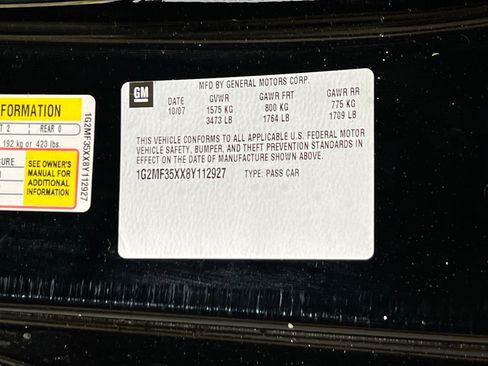 FORMATION
T 2 REAR 0
192 kg or 423 lbs.
SURE
SEE OWNER'S
MANUAL FOR
ADDITIONAL
INFORMATION
1G2MF35XX8Y112927
GM
MFD BY GENERAL MOTORS CORP.
DATE GVWR GAWR FRT GAWR RR
10/07 1575 KG 800 KG 775 KG
3473 LB 1764 LB 1709 LB
THIS VEHICLE CONFORMS TO ALL APPLICABLE U.S. FEDERAL MOTOR
VEHICLE SAFETY, BUMPER, AND THEFT PREVENTION STANDARDS IN
EFFECT ON THE DATE OF MANUFACTURE SHOWN ABOVE.
1G2MF35XX8Y112927 TYPE: PASS CAR